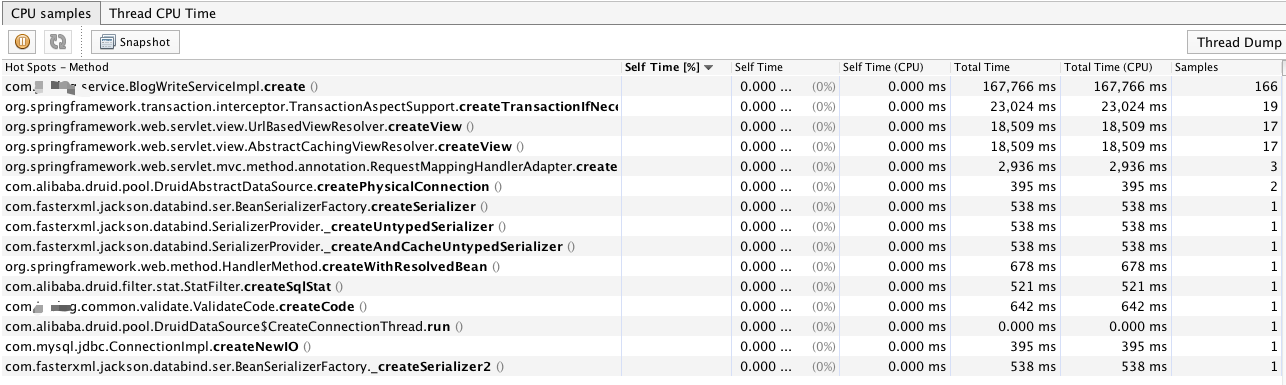 CPU samples Thread CPU Time
Snapshot Thread Dump
Hot Spots – Method Self Time [%] Self Time Self Time (CPU) Total Time Total Time (CPU) Samples
com. service.BlogWriteServiceImpl.create () 0.000 ... (0%) 0.000 ms 167,766 ms 167,766 ms 166
org.springframework.transaction.interceptor.TransactionAspectSupport.createTransactionIfNece 0.000 ... (0%) 0.000 ms 23,024 ms 23,024 ms 19
org.springframework.web.servlet.view.UrlBasedViewResolver.createView () 0.000 ... (0%) 0.000 ms 18,509 ms 18,509 ms 17
org.springframework.web.servlet.view.AbstractCachingViewResolver.createView () 0.000 ... (0%) 0.000 ms 18,509 ms 18,509 ms 17
org.springframework.web.servlet.mvc.method.annotation.RequestMappingHandlerAdapter.create 0.000 ... (0%) 0.000 ms 2,936 ms 2,936 ms 3
com.alibaba.druid.pool.DruidAbstractDataSource.createPhysicalConnection () 0.000 ... (0%) 0.000 ms 395 ms 395 ms 2
com.fasterxml.jackson.databind.ser.BeanSerializerFactory.createSerializer () 0.000 ... (0%) 0.000 ms 538 ms 538 ms 1
com.fasterxml.jackson.databind.SerializerProvider._createUntypedSerializer () 0.000 ... (0%) 0.000 ms 538 ms 538 ms 1
com.fasterxml.jackson.databind.SerializerProvider._createAndCacheUntypedSerializer () 0.000 ... (0%) 0.000 ms 538 ms 538 ms 1
org.springframework.web.method.HandlerMethod.createWithResolvedBean () 0.000 ... (0%) 0.000 ms 678 ms 678 ms 1
com.alibaba.druid.filter.stat.StatFilter.createSqlStat () 0.000 ... (0%) 0.000 ms 521 ms 521 ms 1
com. g.common.validate.ValidateCode.createCode () 0.000 ... (0%) 0.000 ms 642 ms 642 ms 1
com.alibaba.druid.pool.DruidDataSource$CreateConnectionThread.run () 0.000 ... (0%) 0.000 ms 0.000 ms 0.000 ms 1
com.mysql.jdbc.ConnectionImpl.createNewIO () 0.000 ... (0%) 0.000 ms 395 ms 395 ms 1
com.fasterxml.jackson.databind.ser.BeanSerializerFactory._createSerializer2 () 0.000 ... (0%) 0.000 ms 538 ms 538 ms 1